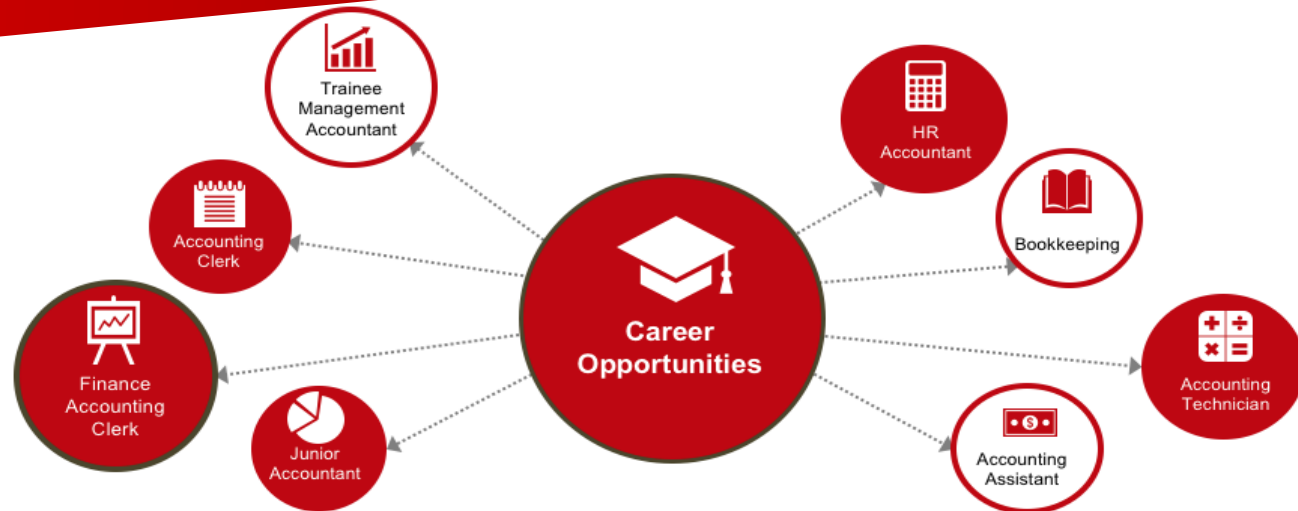 Trainee
Management
Accountant
HR
Accountant
Accounting
Clerk
Bookkeeping
Career
Opportunities
Finance
Accounting
Clerk
Accounting
Technician
Junior
Accountant
Accounting
Assistant